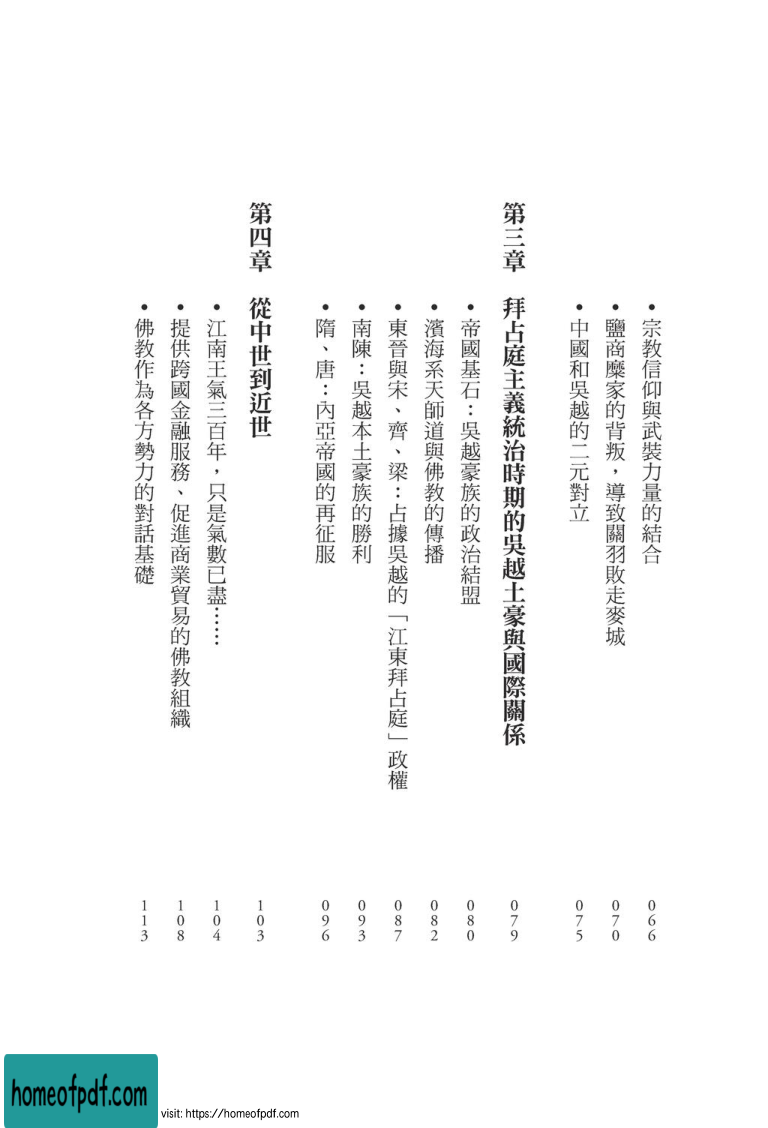 • 宗教信仰與武裝力量的結合 066
• 鹽商麋家的背叛，導致關羽敗走麥城 070
• 中國和吳越的二元對立 075
第三章 拜占庭主義統治時期的吳越土豪與國際關係 079
• 帝國基石：吳越豪族的政治結盟 080
• 濱海系天師道與佛教的傳播 082
• 東晉與宋、齊、梁：占據吳越的「江東拜占庭」政權 087
• 南陳：吳越本土豪族的勝利 093
• 隋、唐：內亞帝國的再征服 096
第四章 從中世到近世 103
• 江南王氣三百年，只是氣數已盡…… 104
• 提供跨國金融服務、促進商業貿易的佛教組織 108
• 佛教作為各方勢力的對話基礎 113
homeofpdf.com
visit: https://homeofpdf.com